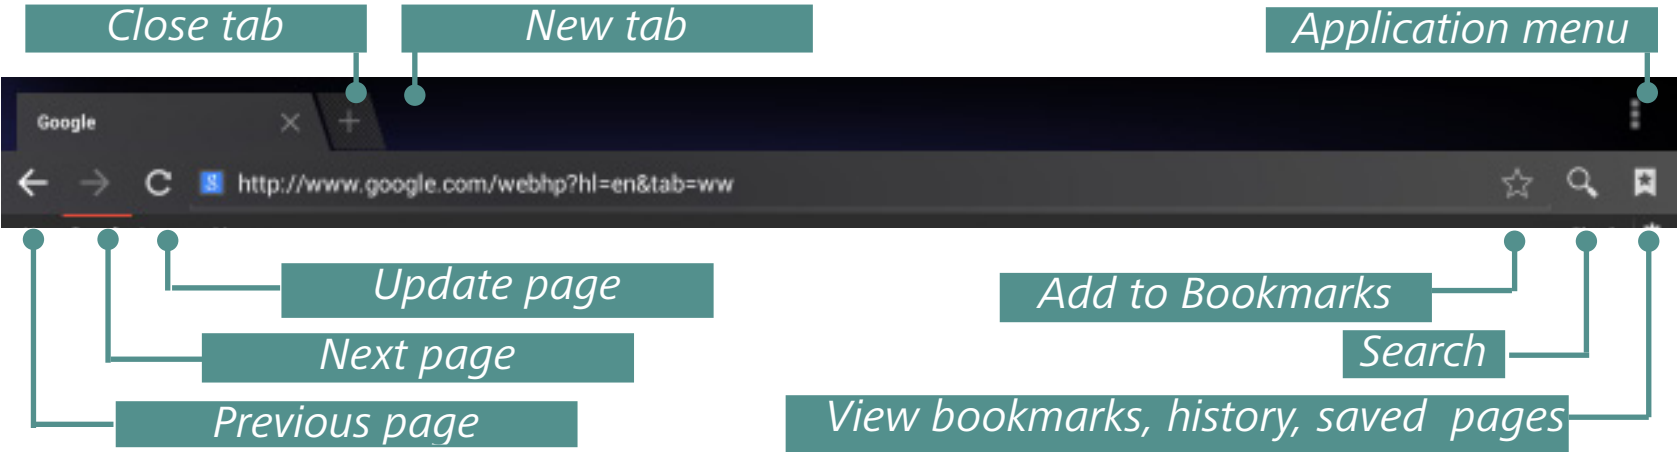 Close tab
New tab
Application menu
Google
http://www.google.com/webhp?hl=en&tab=ww
Update page
Add to Bookmarks
Next page
Search
Previous page
View bookmarks, history, saved pages